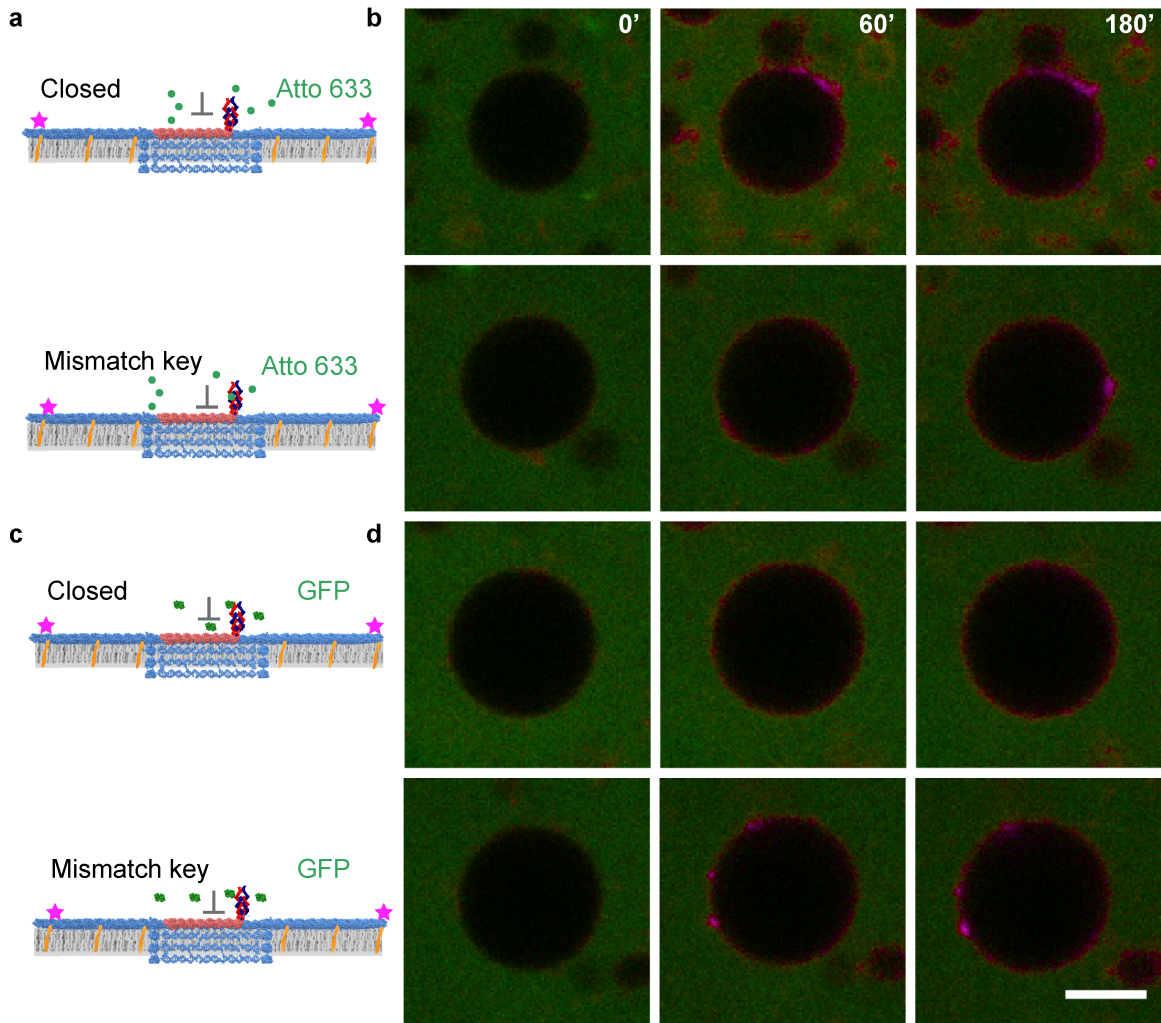 a
b
0’
60’
180’
Closed
Atto 633
Mismatch key
Atto 633
c
d
Closed
GFP
Mismatch key
GFP